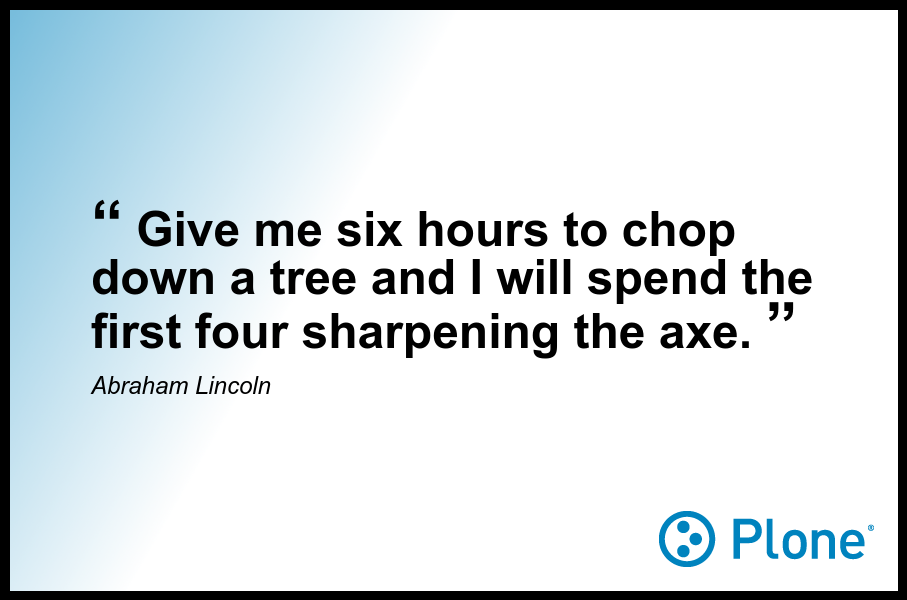 “ Give me six hours to chop
down a tree and I will spend the
first four sharpening the axe. ”
Abraham Lincoln
Plone®